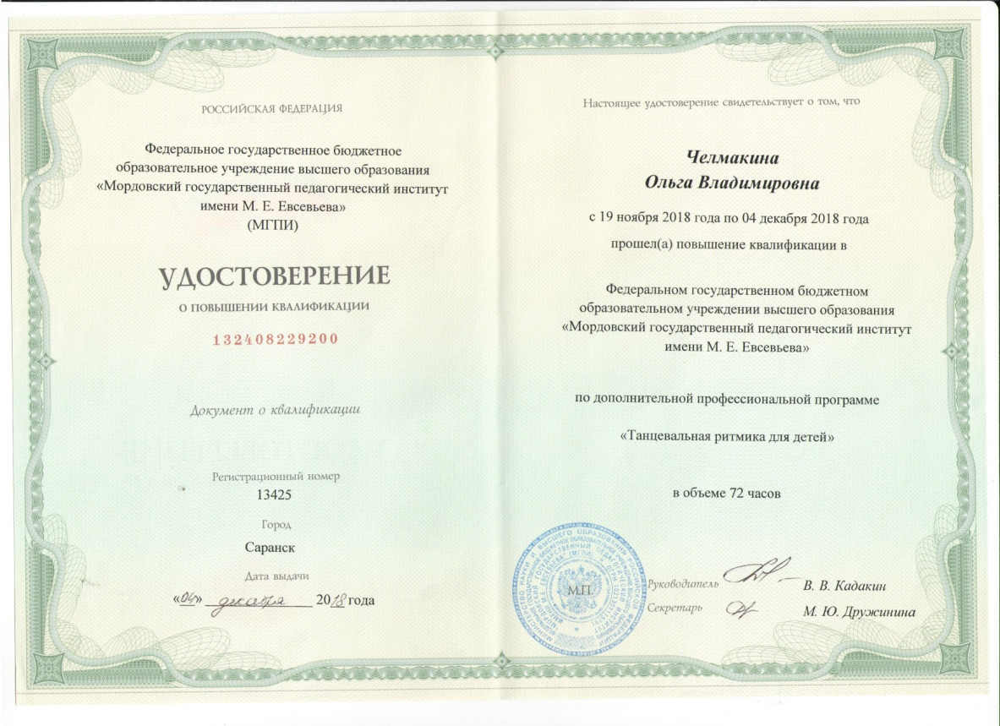 РОССИЙСКАЯ ФЕДЕРАЦИЯ
Федеральное государственное бюджетное
образовательное учреждение высшего образования
«Мордовский государственный педагогический институт
имени М. Е. Евсевьева»
(МГПИ)
УДОСТОВЕРЕНИЕ
О ПОВЫШЕНИИ КВАЛИФИКАЦИИ
132408229200
Документ о квалификации
Регистрационный номер
13425
Город
Саранск
Дата выдачи
«04» декабря 2018 года
Настоящее удостоверение свидетельствует о том, что
Челмакина
Ольга Владимировна
с 19 ноября 2018 года по 04 декабря 2018 года
прошел(а) повышение квалификации в
Федеральном государственном бюджетном
образовательном учреждении высшего образования
«Мордовский государственный педагогический институт
имени М. Е. Евсевьева»
по дополнительной профессиональной программе
«Танцевальная ритмика для детей»
в объеме 72 часов
М.П.
Руководитель В. В. Кадакин
Секретарь М. Ю. Дружинина